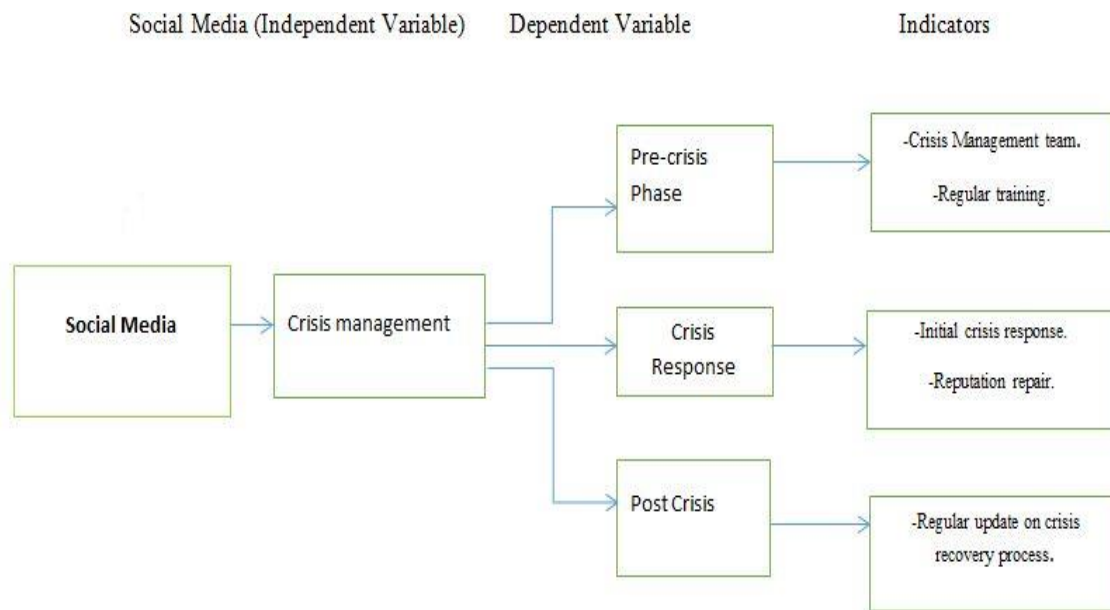 Social Media (Independent Variable)
Dependent Variable
Indicators
Social Media
Crisis management
Pre-crisis
Phase
-Crisis Management team.
-Regular training.
Crisis
Response
-Initial crisis response.
-Reputation repair.
Post Crisis
-Regular update on crisis
recovery process.